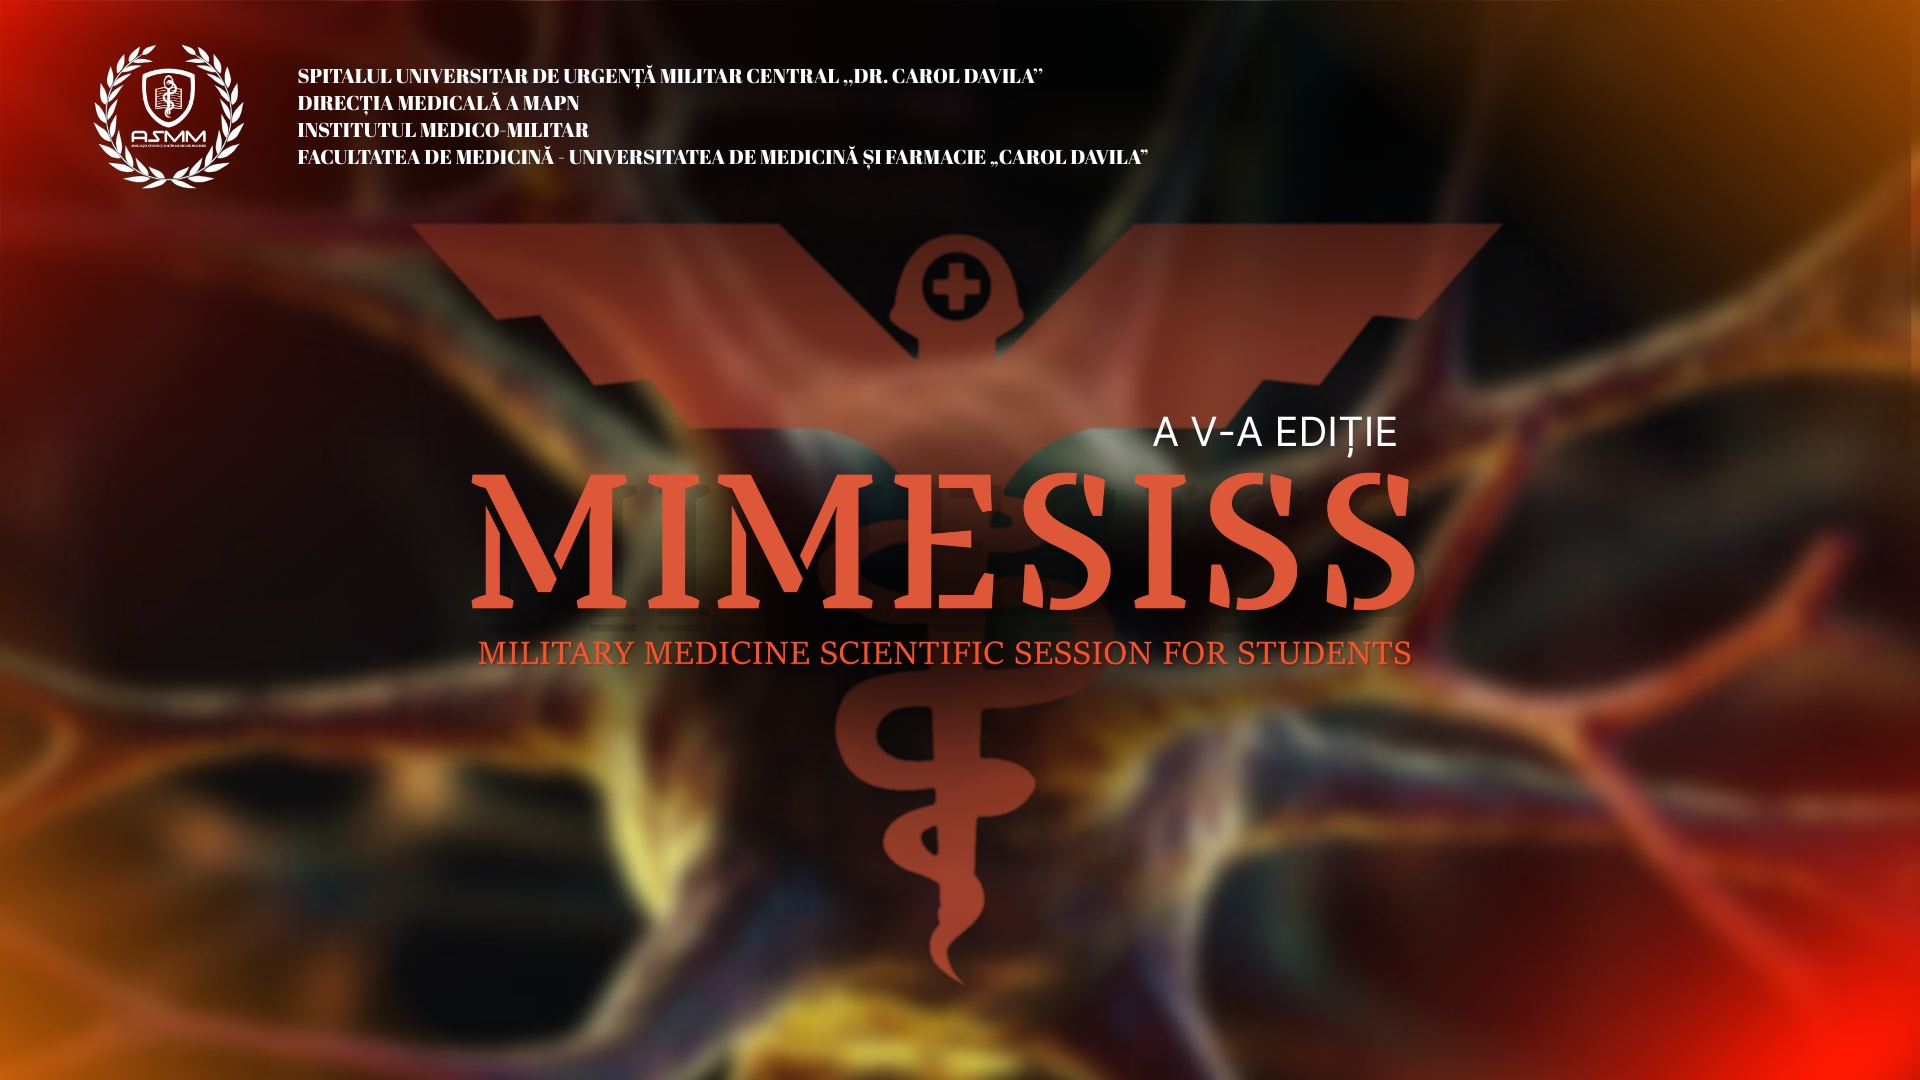 SPITALUL UNIVERSITAR DE URGENȚĂ MILITAR CENTRAL „DR. CAROL DAVILA”
DIRECȚIA MEDICALĂ A MAPN
INSTITUTUL MEDICO-MILITAR
FACULTATEA DE MEDICINĂ - UNIVERSITATEA DE MEDICINĂ ȘI FARMACIE „CAROL DAVILA”
ASMM
A V-A EDIȚIE
MIMESISS
MILITARY MEDICINE SCIENTIFIC SESSION FOR STUDENTS